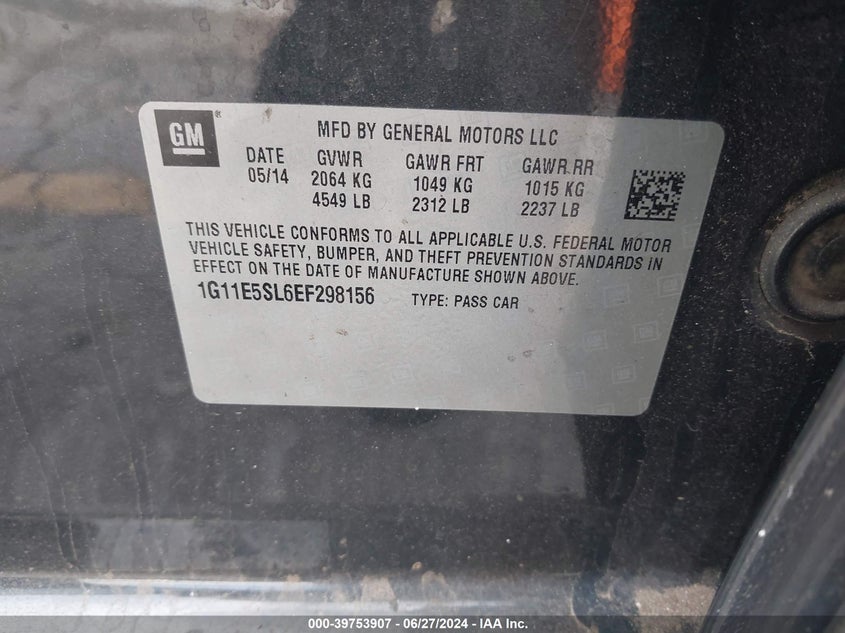 GM
MFD BY GENERAL MOTORS LLC
DATE GVWR GAWR FRT GAWR RR
05/14 2064 KG 1049 KG 1015 KG
4549 LB 2312 LB 2237 LB
THIS VEHICLE CONFORMS TO ALL APPLICABLE U.S. FEDERAL MOTOR
VEHICLE SAFETY, BUMPER, AND THEFT PREVENTION STANDARDS IN
EFFECT ON THE DATE OF MANUFACTURE SHOWN ABOVE.
1G11E5SL6EF298156 TYPE: PASS CAR
000-39753907 - 06/27/2024 - IAA Inc.